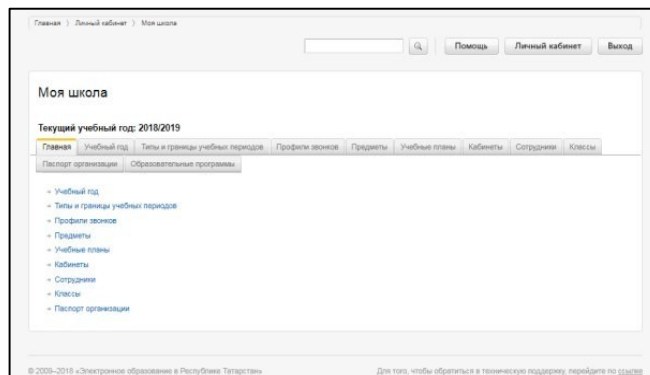 Главная > Личный кабинет > Моя школа
Помощь Личный кабинет Выход
Моя школа
Текущий учебный год: 2018/2019
Главная Учебный год Типы и границы учебных периодов Профили звонков Предметы Учебные планы Кабинеты Сотрудники Классы
Паспорт организации Образовательные программы
→ Учебный год
→ Типы и границы учебных периодов
→ Профили звонков
→ Предметы
→ Учебные планы
→ Кабинеты
→ Сотрудники
→ Классы
→ Паспорт организации
© 2009–2018 «Электронное образование в Республике Татарстан» Для того, чтобы обратиться в техническую поддержку, перейдите по ссылке